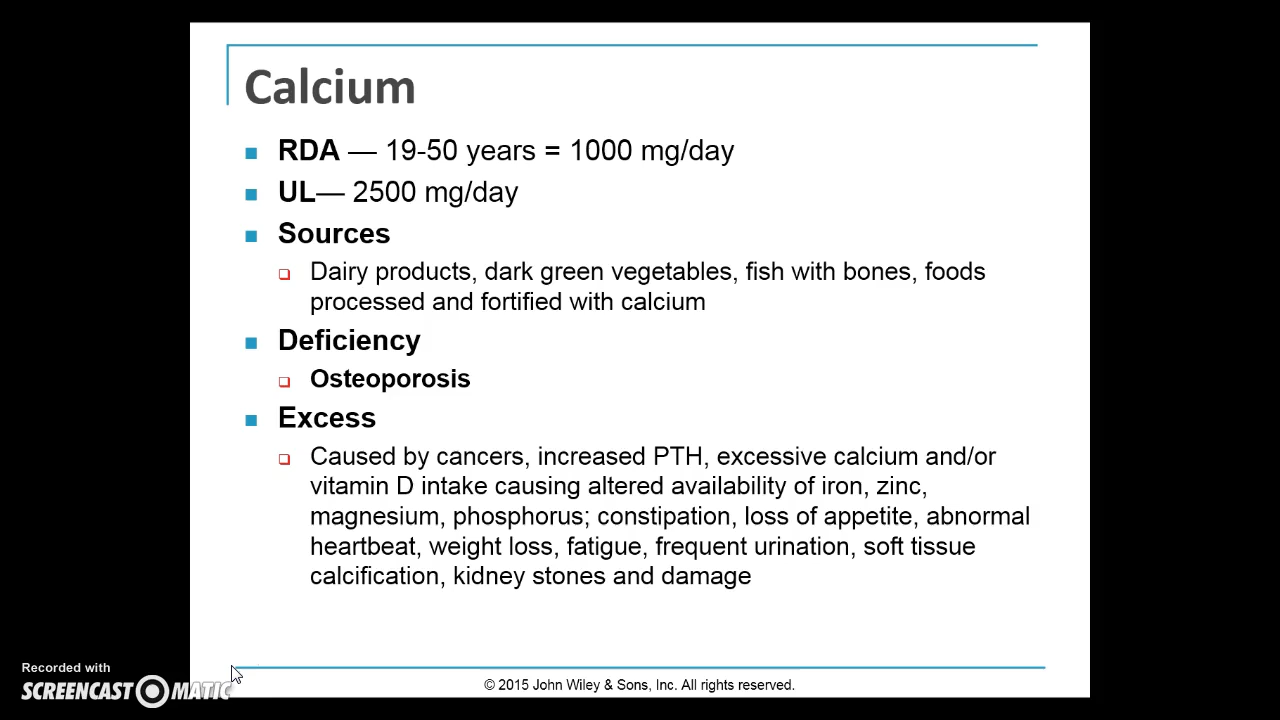 Calcium
RDA — 19-50 years = 1000 mg/day
UL— 2500 mg/day
Sources
Dairy products, dark green vegetables, fish with bones, foods
processed and fortified with calcium
Deficiency
Osteoporosis
Excess
Caused by cancers, increased PTH, excessive calcium and/or
vitamin D intake causing altered availability of iron, zinc,
magnesium, phosphorus; constipation, loss of appetite, abnormal
heartbeat, weight loss, fatigue, frequent urination, soft tissue
calcification, kidney stones and damage
Recorded with
SCREENCAST MATIC
© 2015 John Wiley & Sons, Inc. All rights reserved.